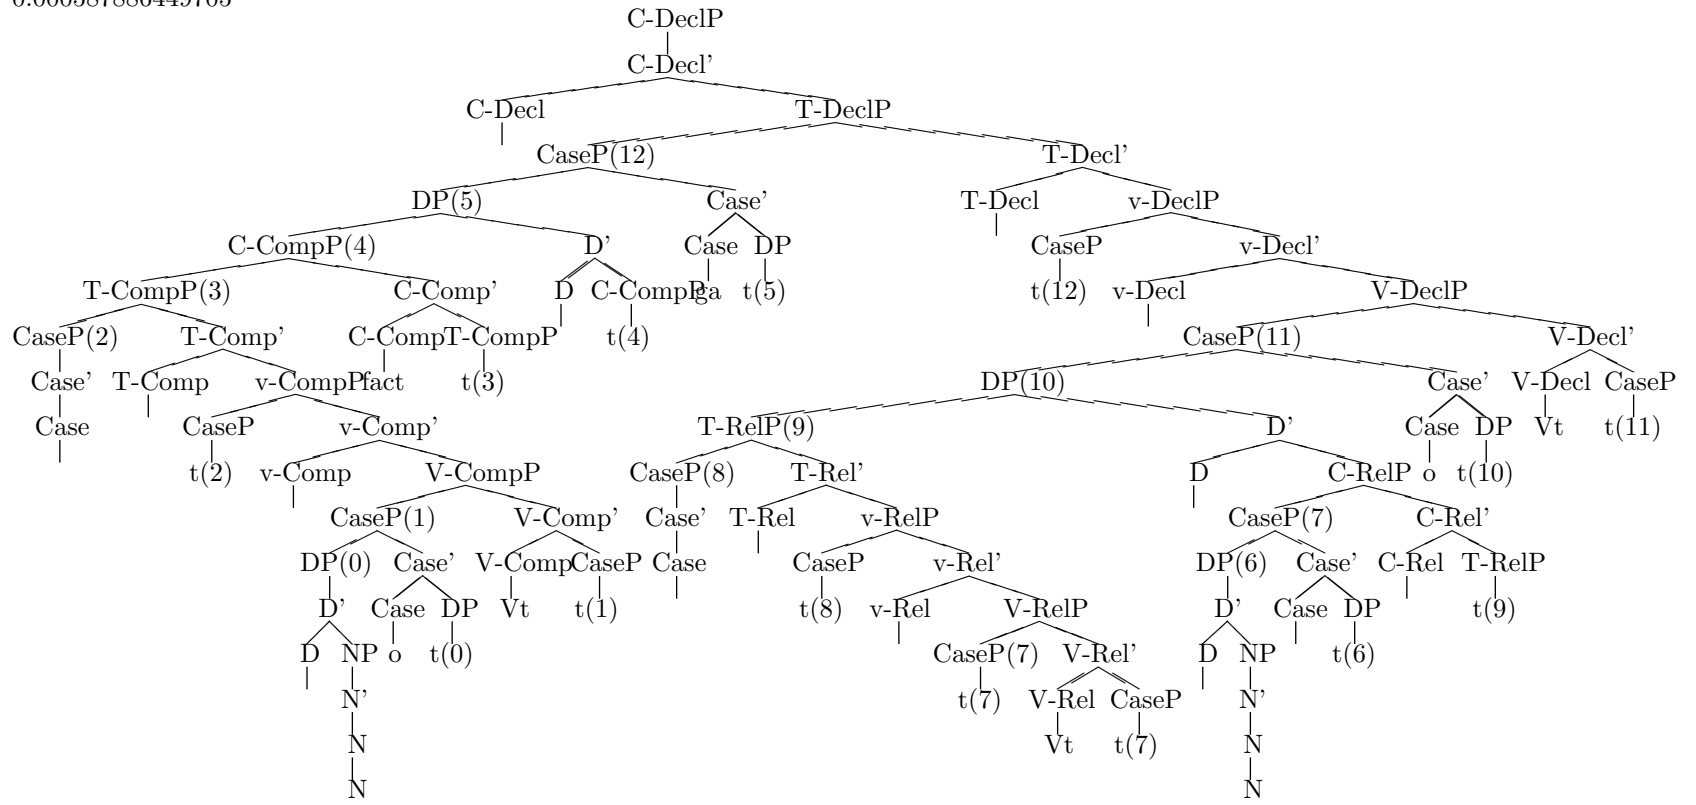 C-DeclP
C-Decl'
C-Decl T-DeclP
CaseP(12) T-Decl'
DP(5) Case' T-Decl v-DeclP
C-CompP(4) D' Case DP CaseP v-Decl'
T-CompP(3) C-Comp' D C-CompP ga t(5) t(12) v-Decl V-DeclP
CaseP(2) T-Comp' C-Comp T-CompP t(4) CaseP(11) V-Decl'
Case' T-Comp v-CompP fact t(3) DP(10) Case' V-Decl CaseP
Case CaseP v-Comp' T-RelP(9) D' Case DP Vt t(11)
t(2) v-Comp V-CompP CaseP(8) T-Rel' D C-RelP o t(10)
CaseP(1) V-Comp' Case' T-Rel v-RelP CaseP(7) C-Rel'
DP(0) Case' V-Comp CaseP Case CaseP v-Rel' DP(6) Case' C-Rel T-RelP
D' Case DP Vt t(1) t(8) v-Rel V-RelP D' Case DP t(9)
D NP o t(0) CaseP(7) V-Rel' D NP t(6)
N' t(7) V-Rel CaseP N'
N Vt t(7) N
N N